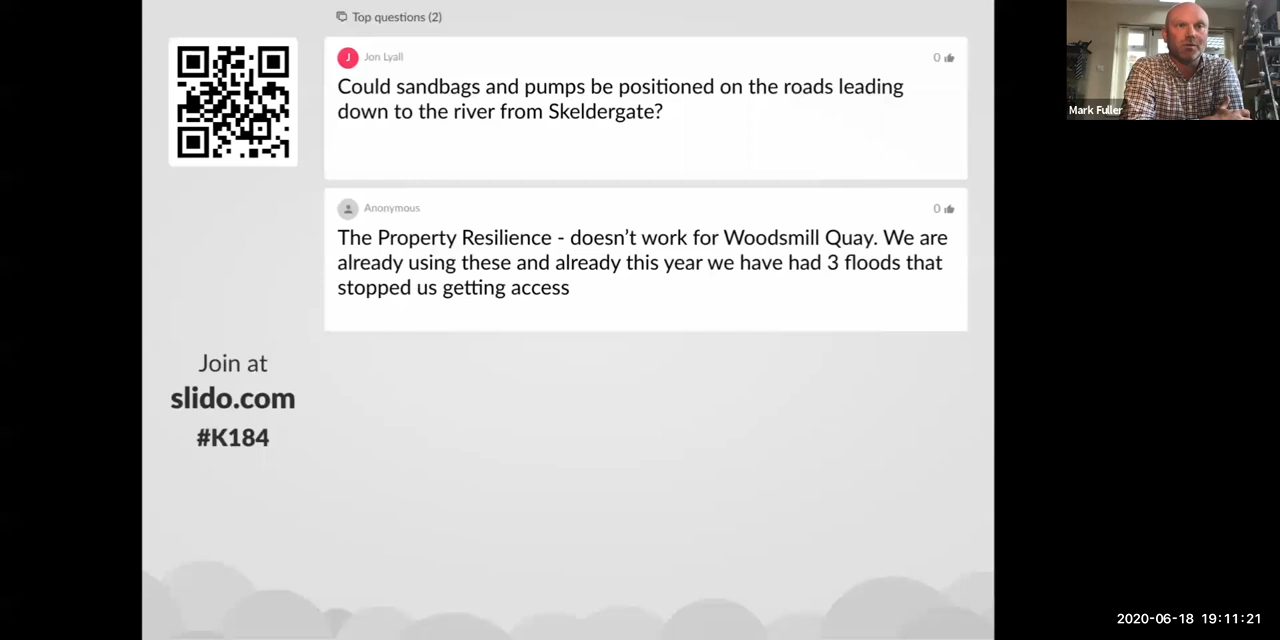 Top questions (2)
J
Jon Lyall
0
Could sandbags and pumps be positioned on the roads leading
down to the river from Skeldergate?
Anonymous
0
The Property Resilience - doesn’t work for Woodsmill Quay. We are
already using these and already this year we have had 3 floods that
stopped us getting access
Join at
slido.com
#K184
Mark Fuller
2020-06-18 19:11:21